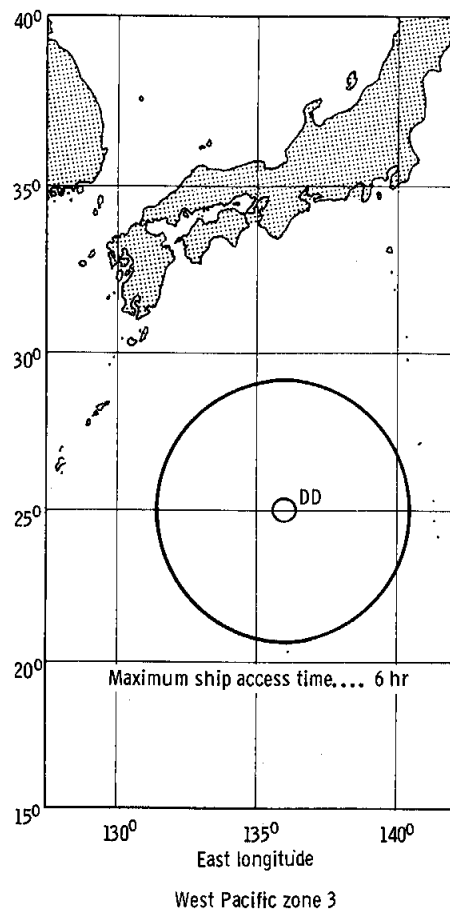 40⁰
35⁰
30⁰
DD
25⁰
20⁰
Maximum ship access time.... 6 hr
15⁰
130⁰ 135⁰ 140⁰
East longitude
West Pacific zone 3